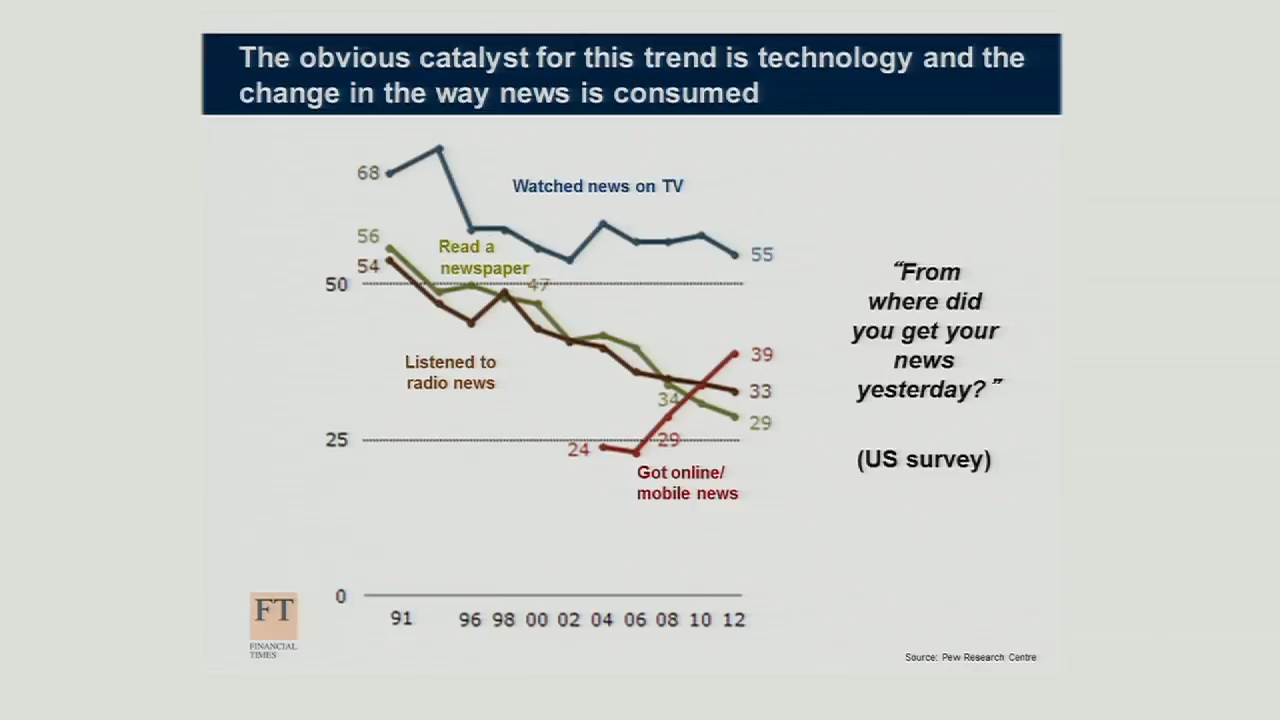 The obvious catalyst for this trend is technology and the
change in the way news is consumed
68
Watched news on TV
56
Read a
newspaper
55
54
50
47
Listened to
radio news
39
33
34
29
25
24
29
Got online/
mobile news
0
91 96 98 00 02 04 06 08 10 12
“From
where did
you get your
news
yesterday?”
(US survey)
FT
FINANCIAL
TIMES
Source: Pew Research Centre